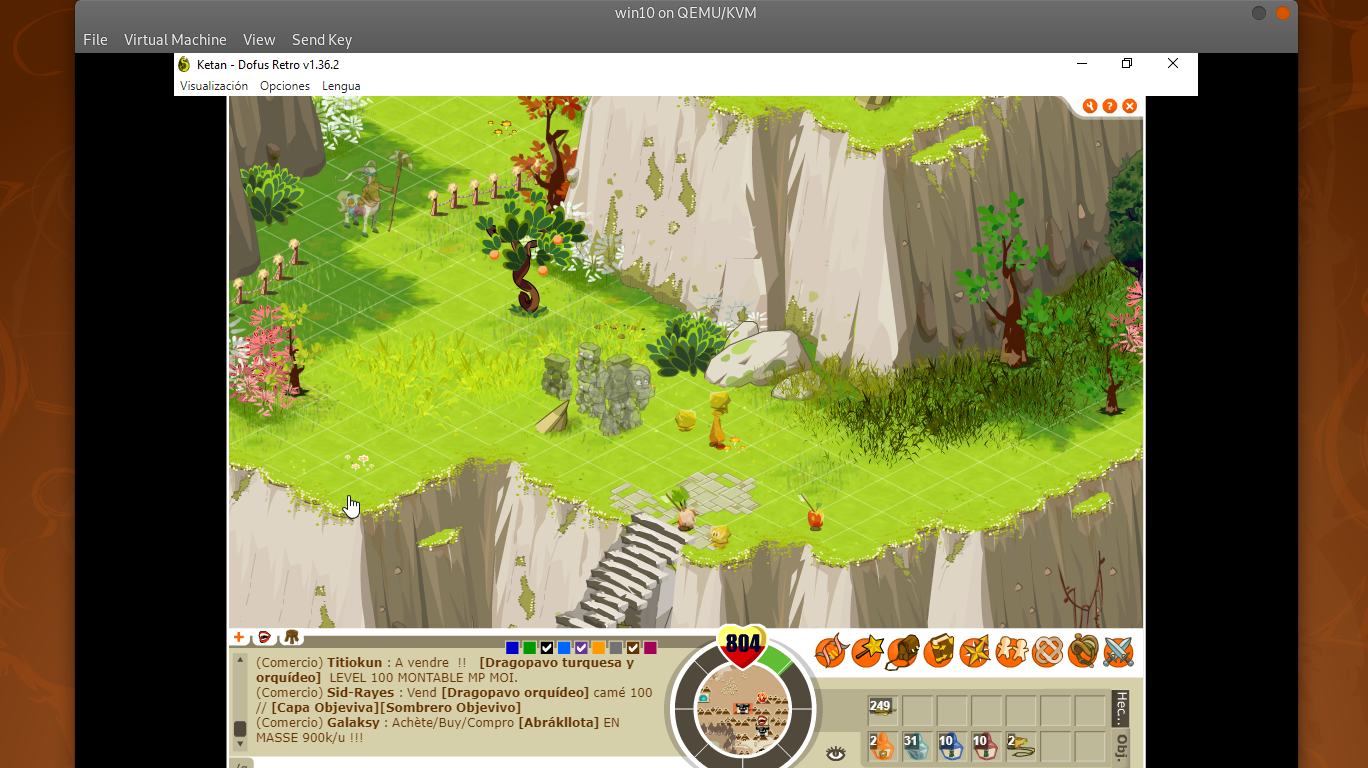 win10 on QEMU/KVM
File Virtual Machine View Send Key
Ketan - Dofus Retro v1.36.2
Visualización Opciones Lengua
(Comercio) Titiokun : A vendre !! [Dragopavo turquesa y
orquídeo] LEVEL 100 MONTABLE MP MOI.
(Comercio) Sid-Rayes : Vend [Dragopavo orquídeo] camé 100
// [Capa Objeviva][Sombrero Objevivo]
(Comercio) Galaksy : Achète/Buy/Compro [Abrákllota] EN
MASSE 900k/u !!!
804
249
Hec...
2 31 10 10 2
Obj.